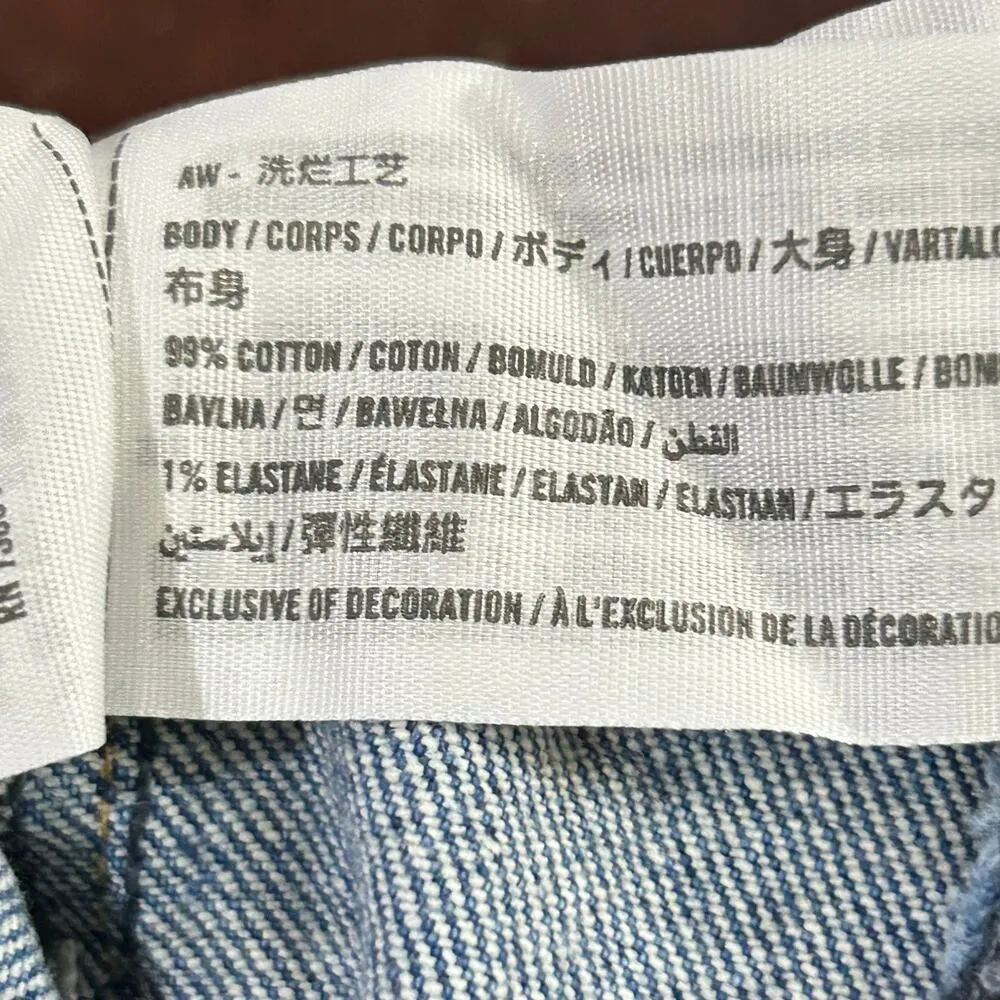 AW - 洗烂工艺
BODY / CORPS / CORPO / ボディ / CUERPO / 大身 / VARTALO
布身
99% COTTON / COTON / BOMULD / KATOEN / BAUMWOLLE / BOM
BAVLNA / 면 / BAWEŁNA / ALGODÃO / القطن
1% ELASTANE / ÉLASTANE / ELASTAN / ELASTAAN / エラスタ
إيلاستين / 彈性纖維
EXCLUSIVE OF DECORATION / À L'EXCLUSION DE LA DÉCORATIO
RN